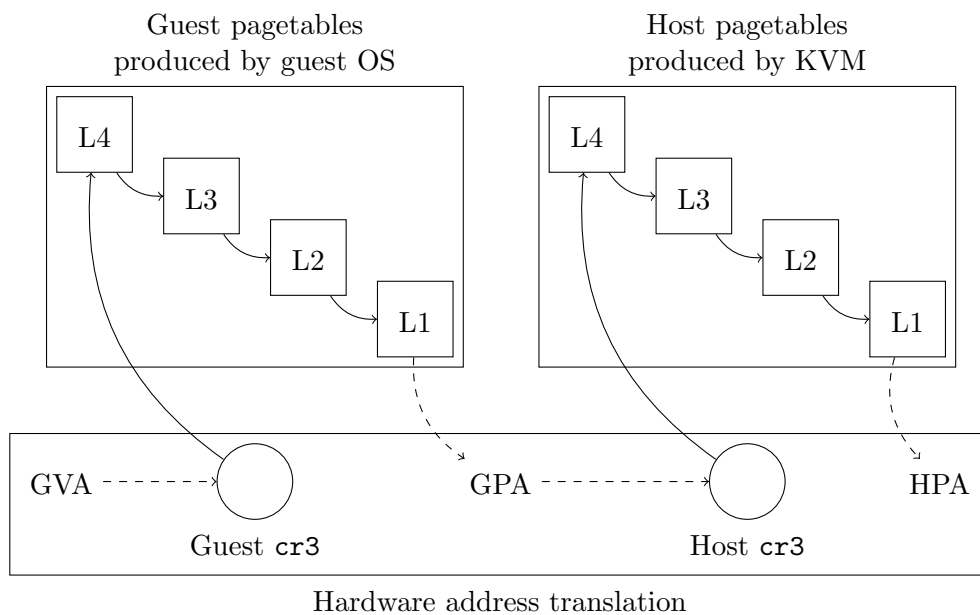 Guest pagetables
produced by guest OS
Host pagetables
produced by KVM
L4
L3
L2
L1
L4
L3
L2
L1
GVA
GPA
HPA
Guest cr3
Host cr3
Hardware address translation